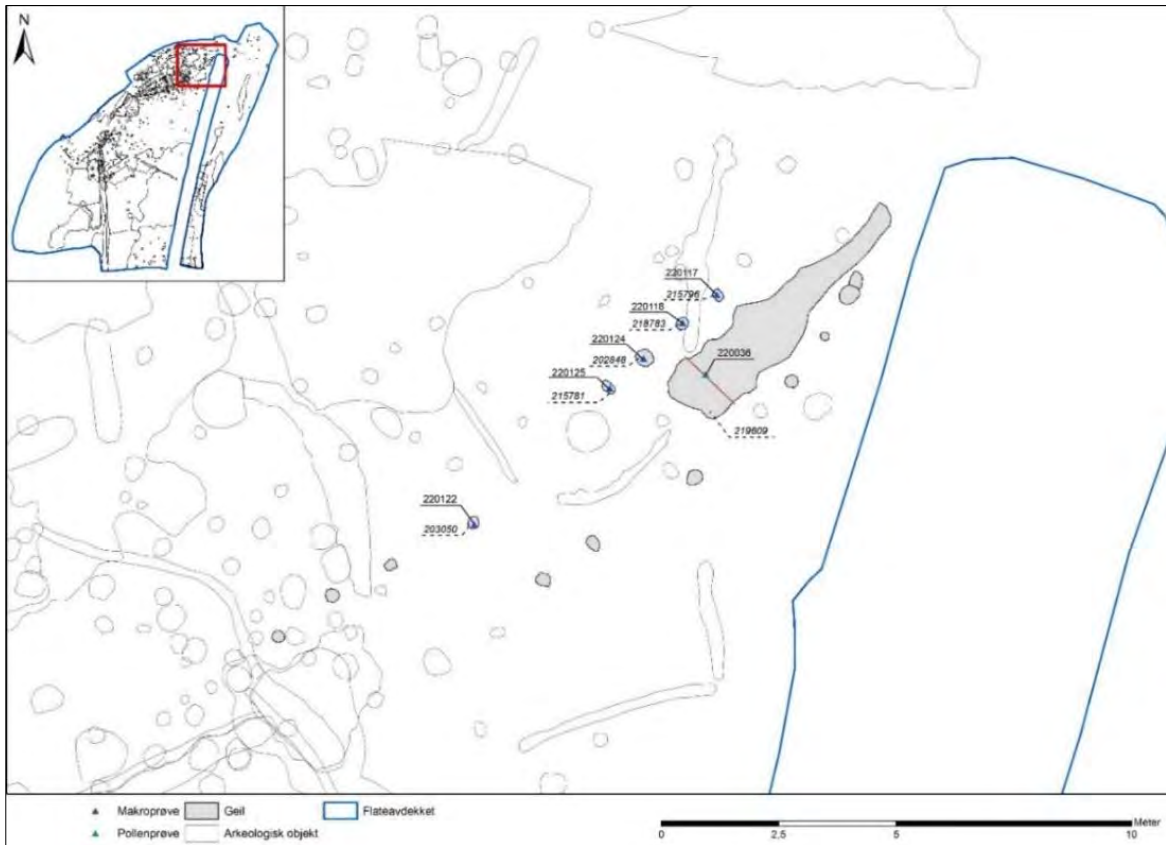 N
220117
215796
220118
218783
220124
202848
220125
215781
220036
219609
220122
203050
Makroprøve Geill Flateavdekket
Pollenprøve Arkeologisk objekt
Meter
0 2,5 5 10